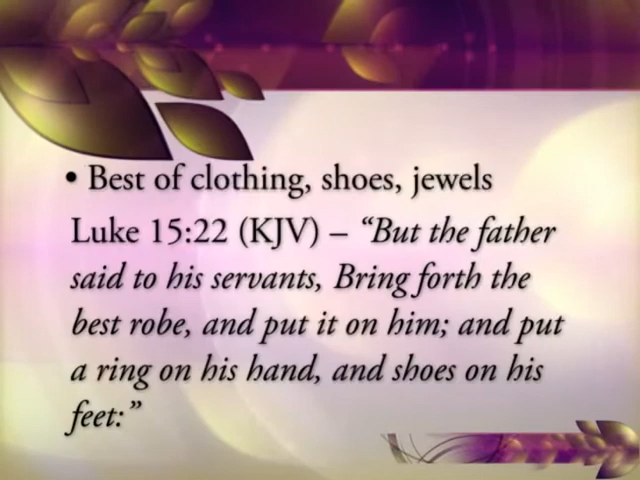 • Best of clothing, shoes, jewels
Luke 15:22 (KJV) – “But the father
said to his servants, Bring forth the
best robe, and put it on him; and put
a ring on his hand, and shoes on his
feet:”